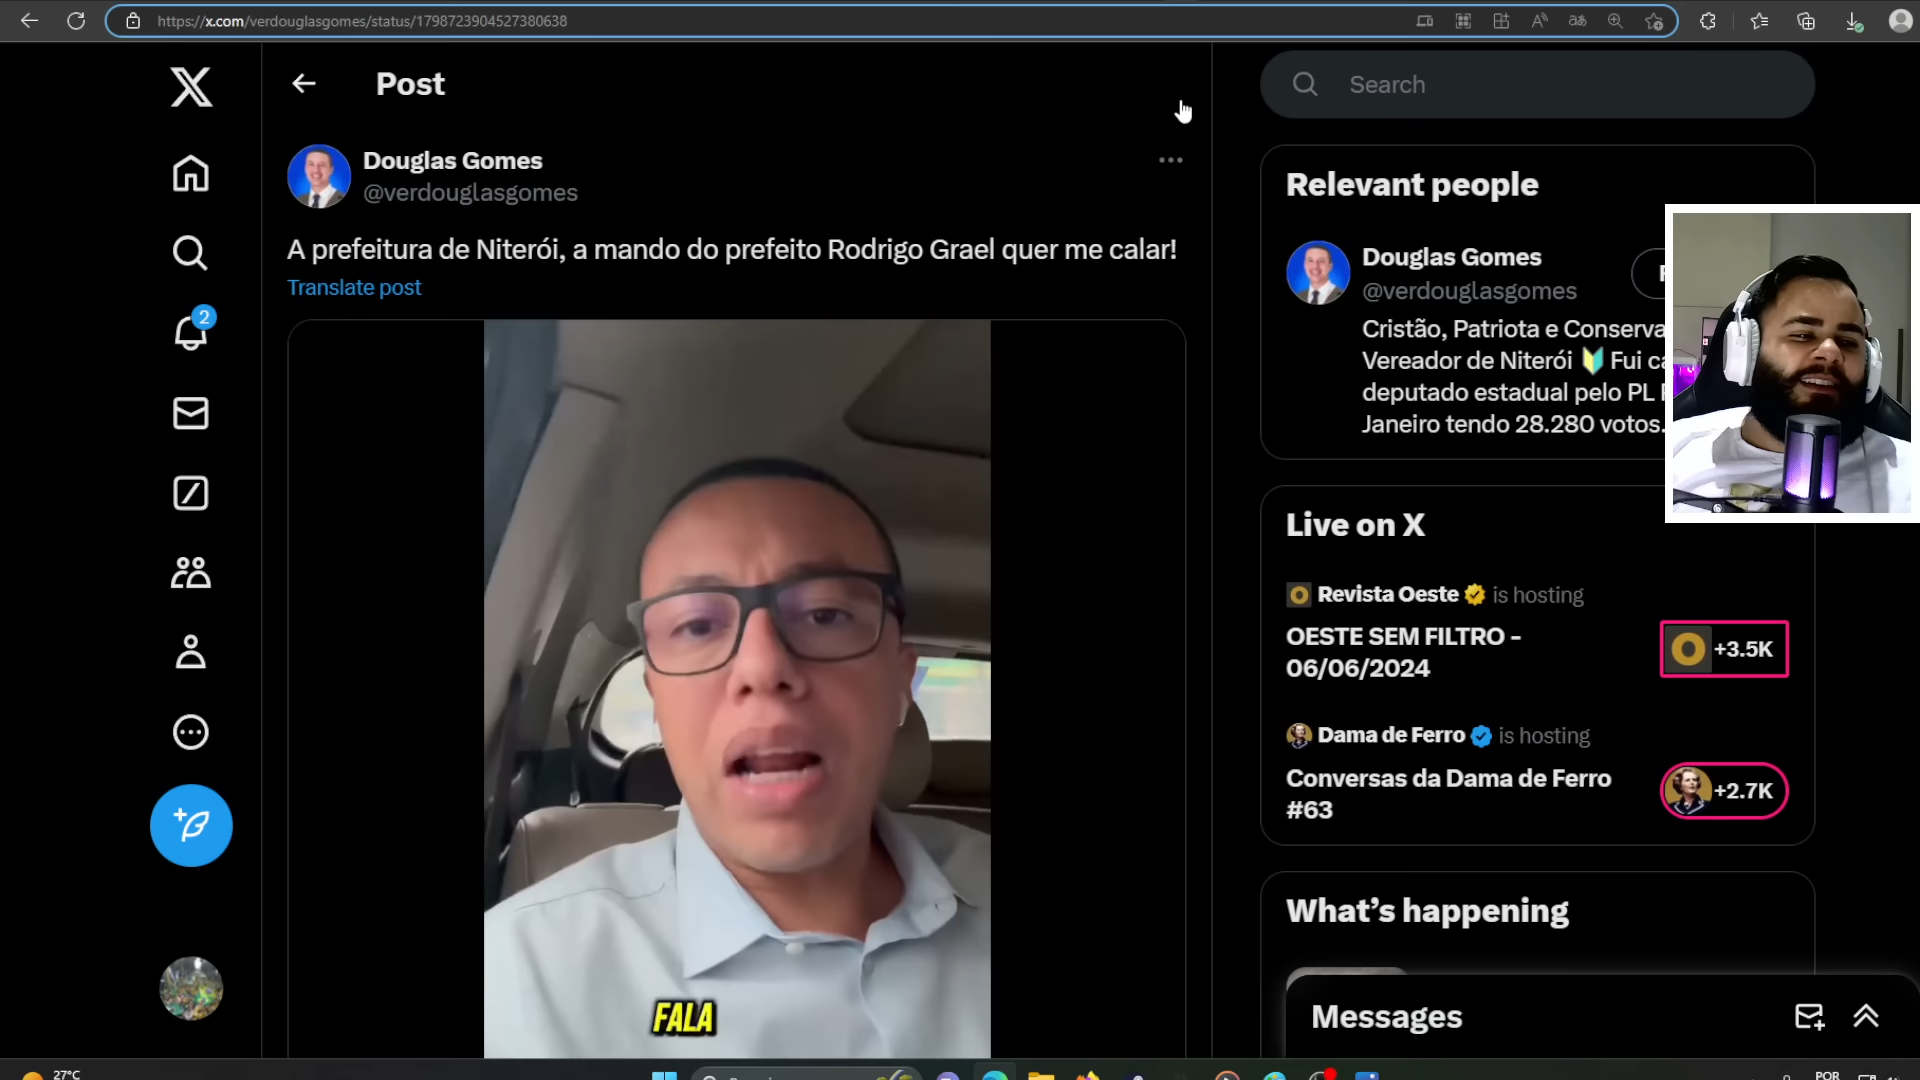 https://x.com/verdouglasgomes/status/1798723904527380638
Post
Search
Douglas Gomes
@verdouglasgomes
A prefeitura de Niterói, a mando do prefeito Rodrigo Grael quer me calar!
Translate post
2
FALA
Relevant people
Douglas Gomes
@verdouglasgomes
Cristão, Patriota e Conserva
Vereador de Niterói 🔰 Fui ca
deputado estadual pelo PL
Janeiro tendo 28.280 votos.
Live on X
Revista Oeste is hosting
OESTE SEM FILTRO -
06/06/2024
+3.5K
Dama de Ferro is hosting
Conversas da Dama de Ferro
#63
+2.7K
What's happening
Messages
27°C
POR